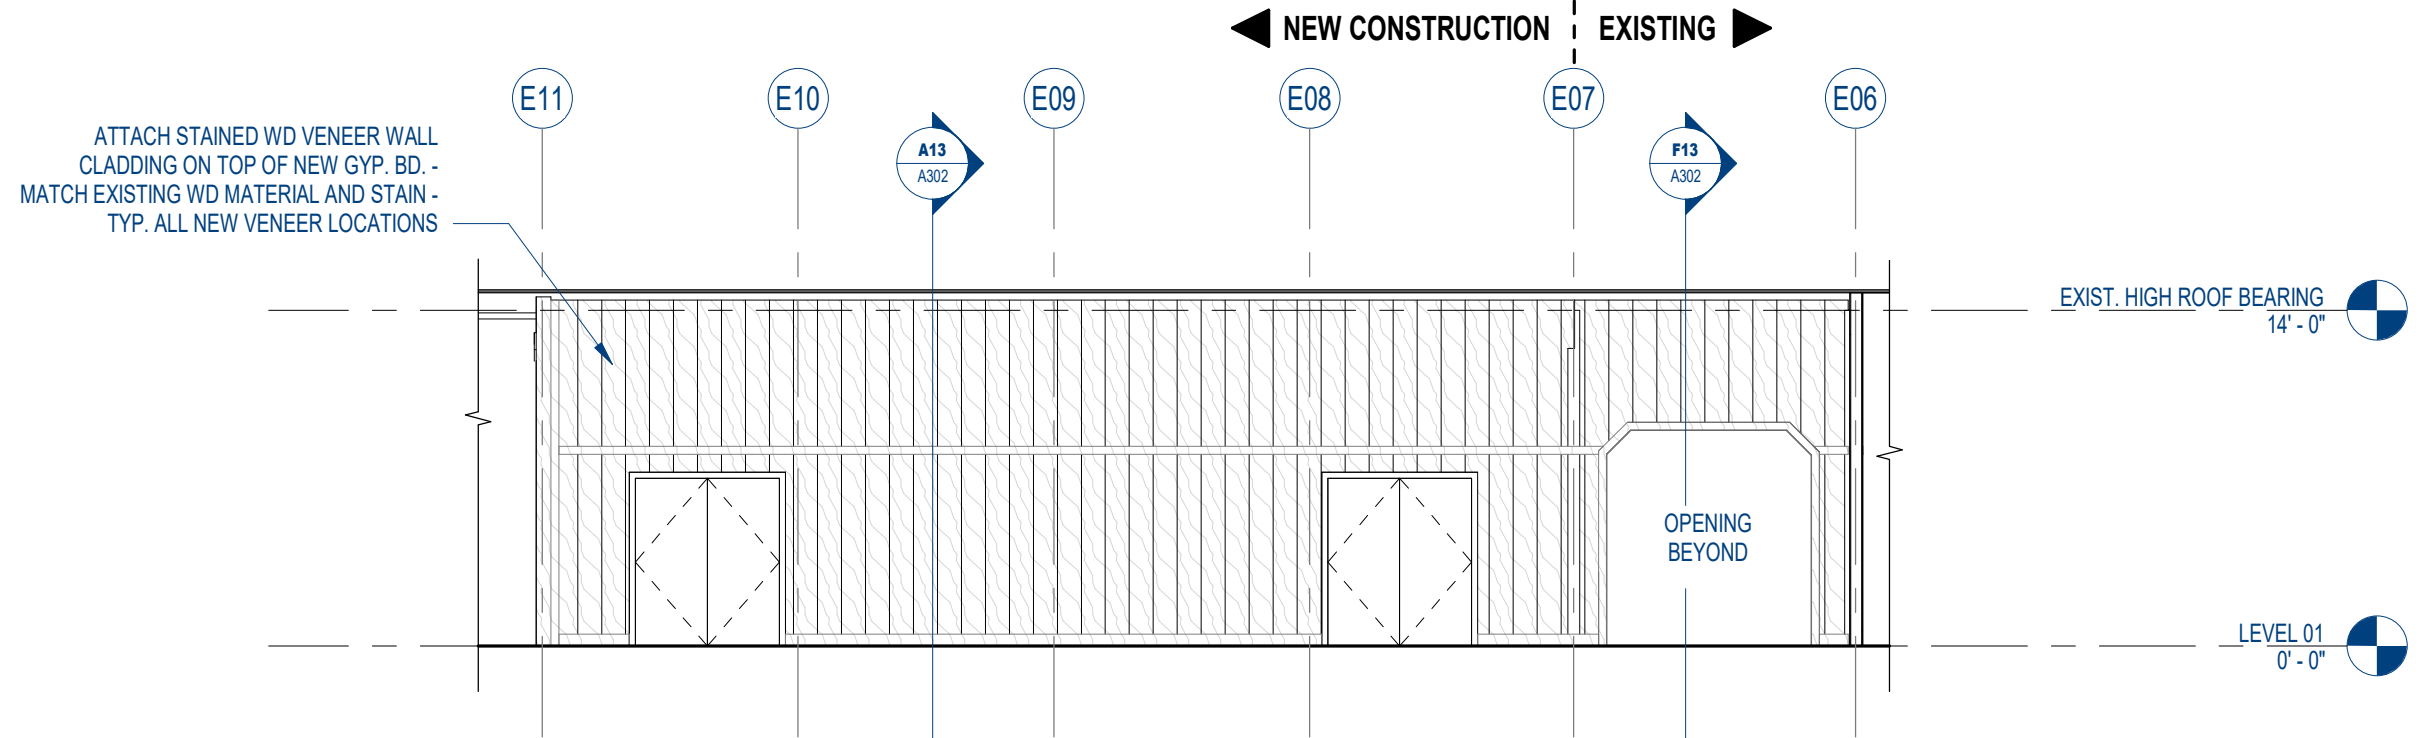 NEW CONSTRUCTION EXISTING
E11 E10 E09 E08 E07 E06
ATTACH STAINED WD VENEER WALL
CLADDING ON TOP OF NEW GYP. BD. -
MATCH EXISTING WD MATERIAL AND STAIN -
TYP. ALL NEW VENEER LOCATIONS
A13
A302
F13
A302
EXIST. HIGH ROOF BEARING
14' - 0"
OPENING
BEYOND
LEVEL 01
0' - 0"